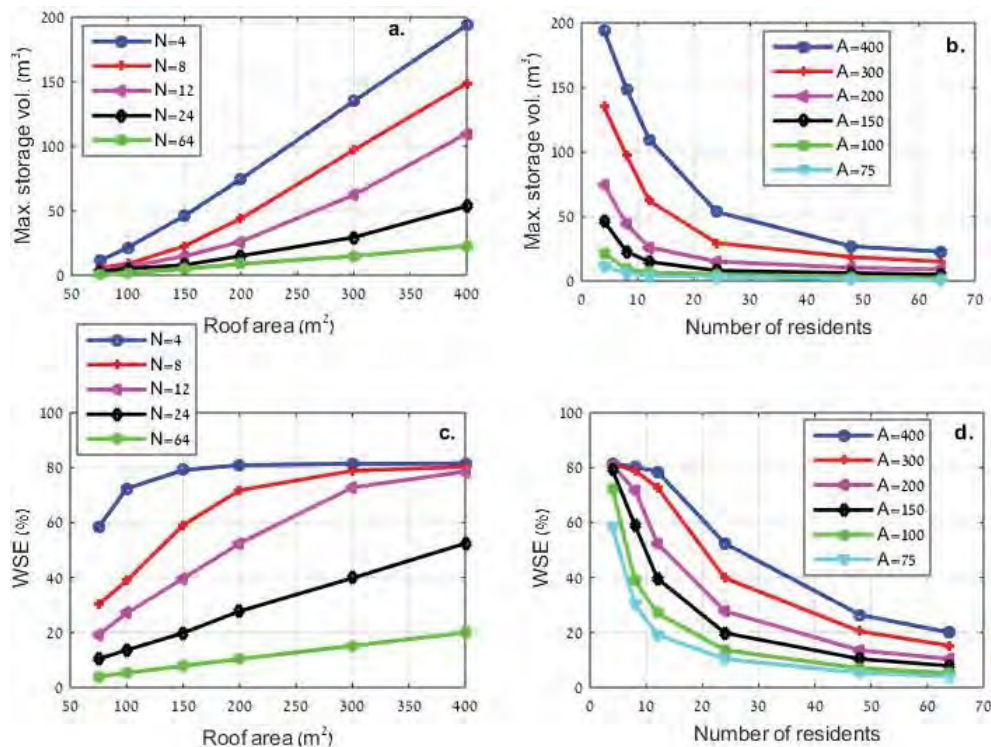 a.
N=4
N=8
N=12
N=24
N=64
Max. storage vol. (m²)
200
150
100
50
0
50 100 150 200 250 300 350 400
Roof area (m²)
b.
A=400
A=300
A=200
A=150
A=100
A=75
Max. storage vol. (m²)
200
150
100
50
0
0 10 20 30 40 50 60 70
Number of residents
N=4
N=8
N=12
N=24
N=64
c.
WSE (%)
100
80
60
40
20
0
50 100 150 200 250 300 350 400
Roof area (m²)
d.
A=400
A=300
A=200
A=150
A=100
A=75
WSE (%)
100
80
60
40
20
0
0 10 20 30 40 50 60 70
Number of residents